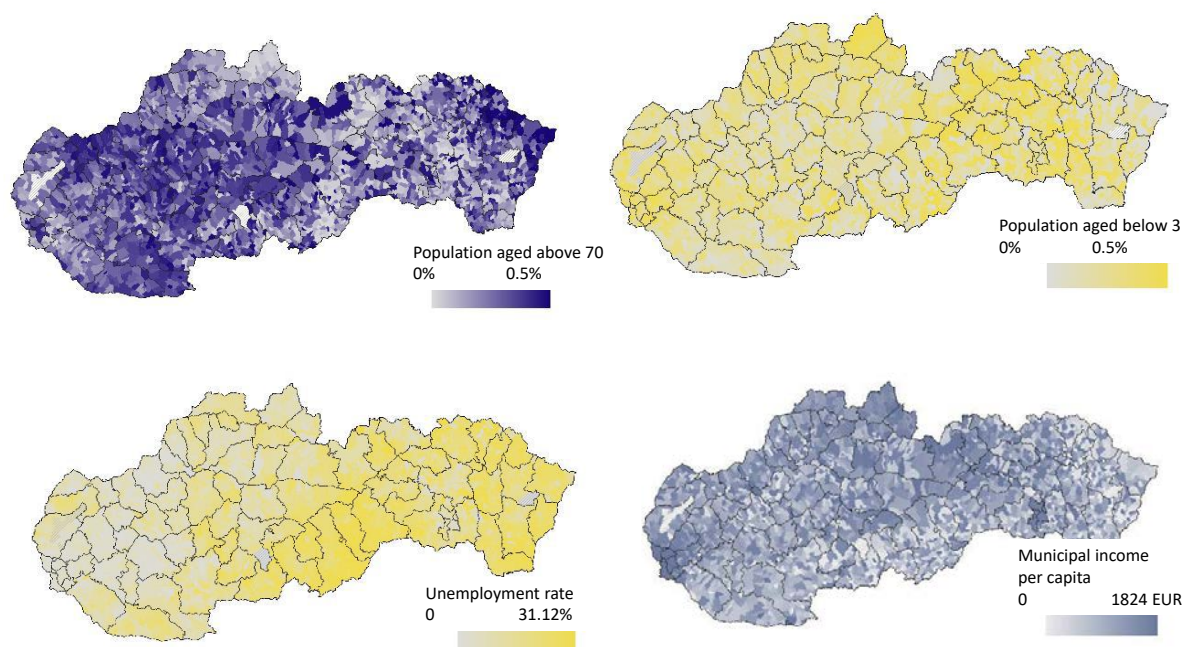 Population aged above 70
0% 0.5%
Population aged below 3
0% 0.5%
Unemployment rate
0 31.12%
Municipal income
per capita
0 1824 EUR